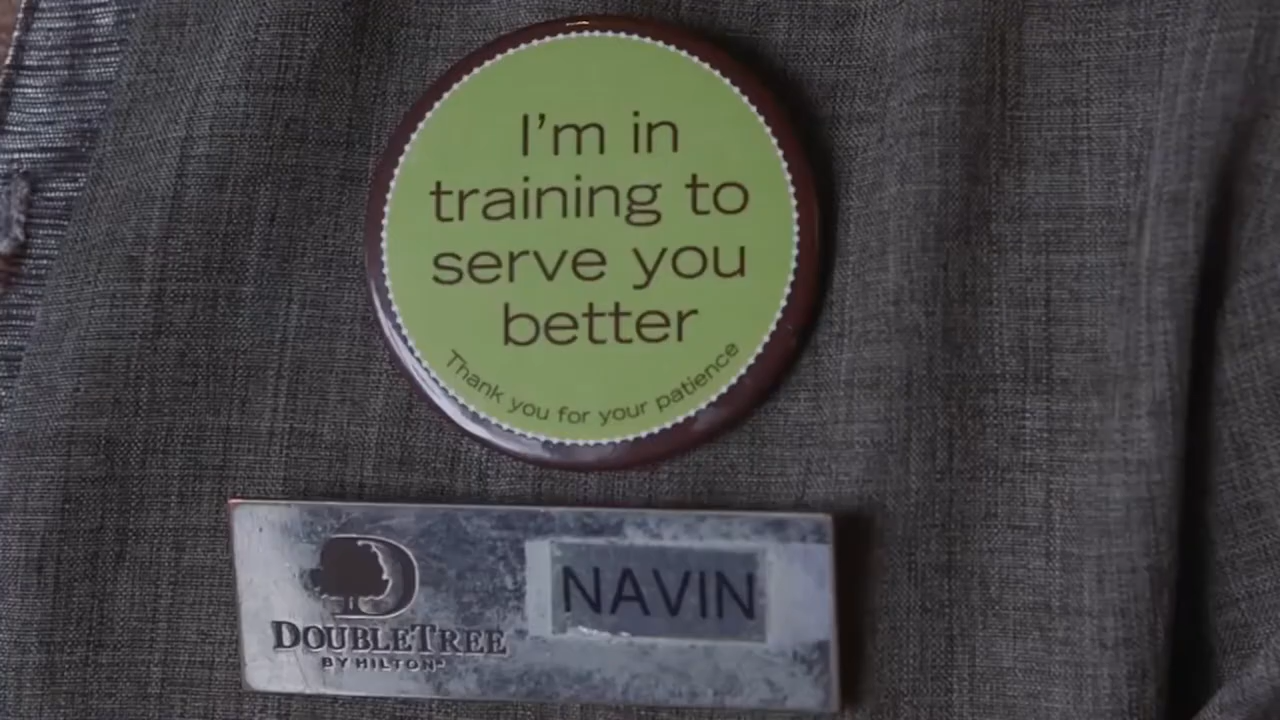 I'm in
training to
serve you
better
Thank you for your patience
DOUBLETREE
BY HILTON
NAVIN